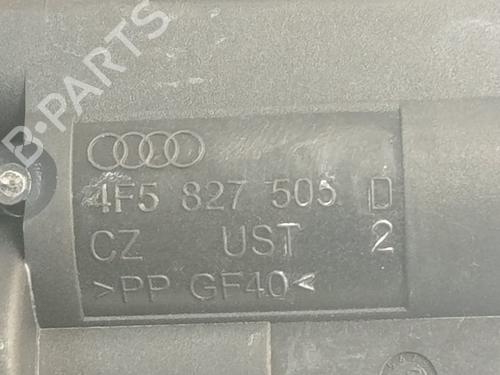 B-PARTS
4F5 827 505 D
CZ UST 2
>PP GF40<